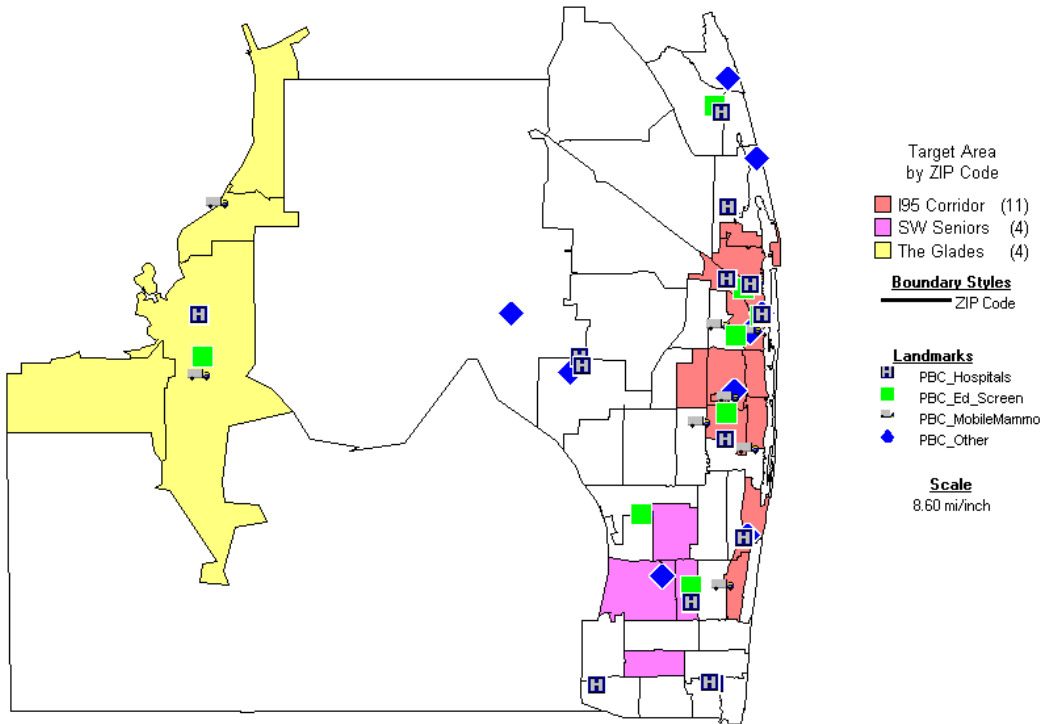 H
H
H
H
H
H
H
H
H
H
H
H
H
H
Target Area
by ZIP Code
I95 Corridor (11)
SW Seniors (4)
The Glades (4)
Boundary Styles
ZIP Code
Landmarks
H PBC_Hospitals
PBC_Ed_Screen
PBC_MobileMammo
PBC_Other
Scale
8.60 mi/inch